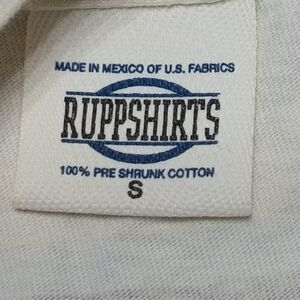 MADE IN MEXICO OF U.S. FABRICS
RUPPSHIRTS
100% PRE SHRUNK COTTON
S